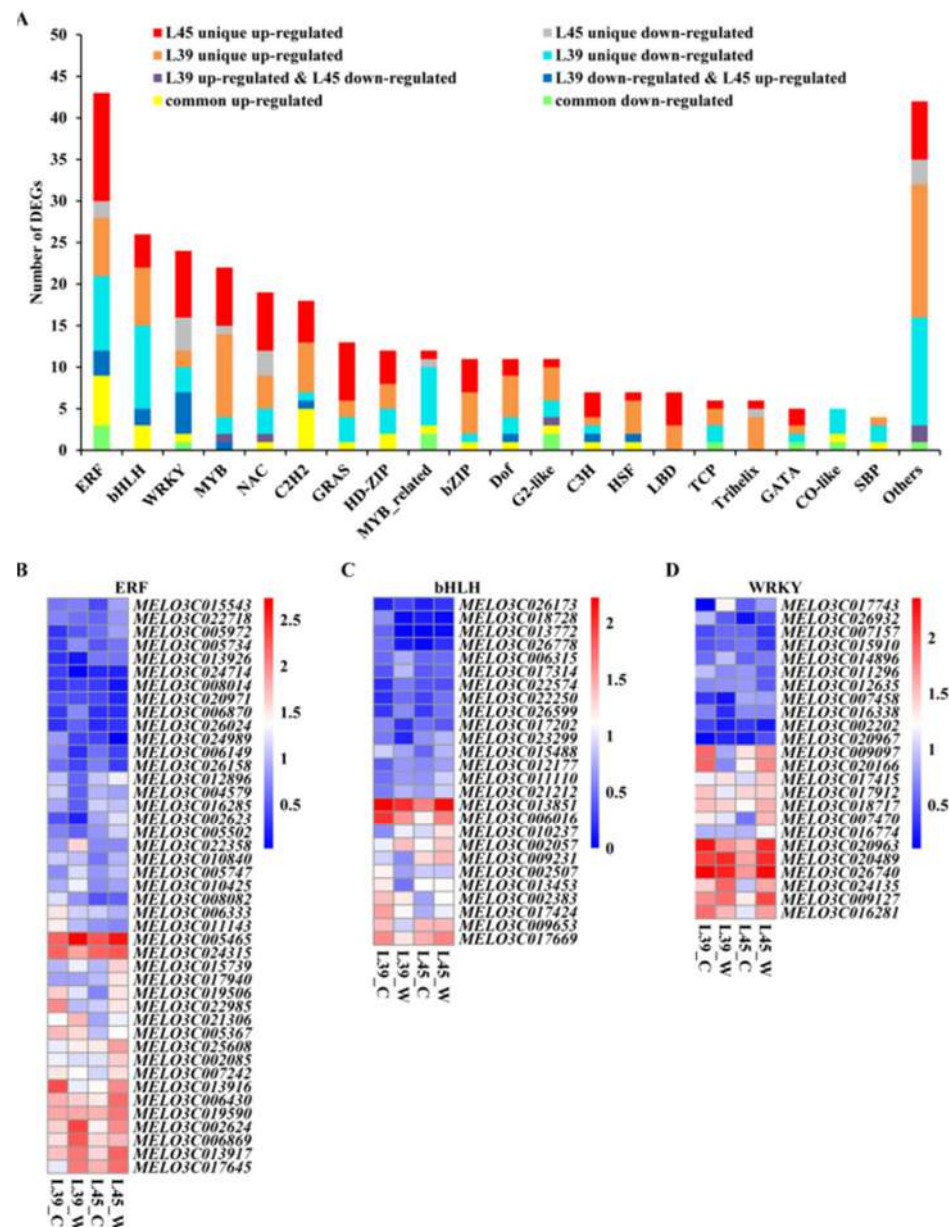 A
L45 unique up-regulated
L45 unique down-regulated
L39 unique up-regulated
L39 unique down-regulated
L39 up-regulated & L45 down-regulated
L39 down-regulated & L45 up-regulated
common up-regulated
common down-regulated
Number of DEGs
50
45
40
35
30
25
20
15
10
5
0
ERF
bHLH
WRKY
MYB
NAC
C2H2
GRAS
HD-ZIP
MYB_related
bZIP
Dof
G2-like
C3H
HSF
LBD
TCP
Trihelix
GATA
CO-like
SBP
Others
B
ERF
MELO3C015543
MELO3C022718
MELO3C005972
MELO3C005734
MELO3C013926
MELO3C024714
MELO3C008014
MELO3C020971
MELO3C006870
MELO3C026024
MELO3C024989
MELO3C006149
MELO3C026158
MELO3C012896
MELO3C004579
MELO3C016285
MELO3C002623
MELO3C005502
MELO3C022358
MELO3C010840
MELO3C005747
MELO3C010425
MELO3C008082
MELO3C006333
MELO3C011143
MELO3C005465
MELO3C024315
MELO3C015739
MELO3C017940
MELO3C019506
MELO3C022985
MELO3C021306
MELO3C005367
MELO3C025608
MELO3C002085
MELO3C007242
MELO3C013916
MELO3C006430
MELO3C019590
MELO3C002624
MELO3C006869
MELO3C013917
MELO3C017645
2.5
2
1.5
1
0.5
L39_C
L39_W
L45_C
L45_W
C
bHLH
MELO3C026173
MELO3C018728
MELO3C013772
MELO3C026778
MELO3C006315
MELO3C017314
MELO3C022574
MELO3C022250
MELO3C026599
MELO3C017202
MELO3C023299
MELO3C015488
MELO3C012177
MELO3C011110
MELO3C021212
MELO3C013851
MELO3C006016
MELO3C010237
MELO3C002057
MELO3C009231
MELO3C002507
MELO3C013453
MELO3C002383
MELO3C017424
MELO3C009653
MELO3C017669
2
1.5
1
0.5
0
L39_C
L39_W
L45_C
L45_W
D
WRKY
MELO3C017743
MELO3C026932
MELO3C007157
MELO3C015910
MELO3C014896
MELO3C011296
MELO3C012635
MELO3C007458
MELO3C016338
MELO3C002202
MELO3C020967
MELO3C009097
MELO3C020166
MELO3C017415
MELO3C017912
MELO3C018717
MELO3C007470
MELO3C016774
MELO3C020963
MELO3C020489
MELO3C026740
MELO3C024135
MELO3C009127
MELO3C016281
2
1.5
1
0.5
L39_C
L39_W
L45_C
L45_W